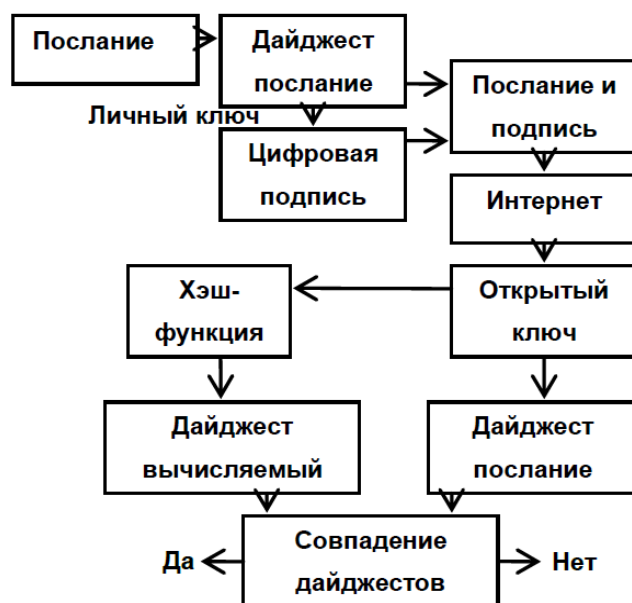 Послание
Дайджест
послание
Личный ключ
Цифровая
подпись
Послание и
подпись
Интернет
Открытый
ключ
Хэш-
функция
Дайджест
вычисляемый
Дайджест
послание
Совпадение
дайджестов
Да
Нет